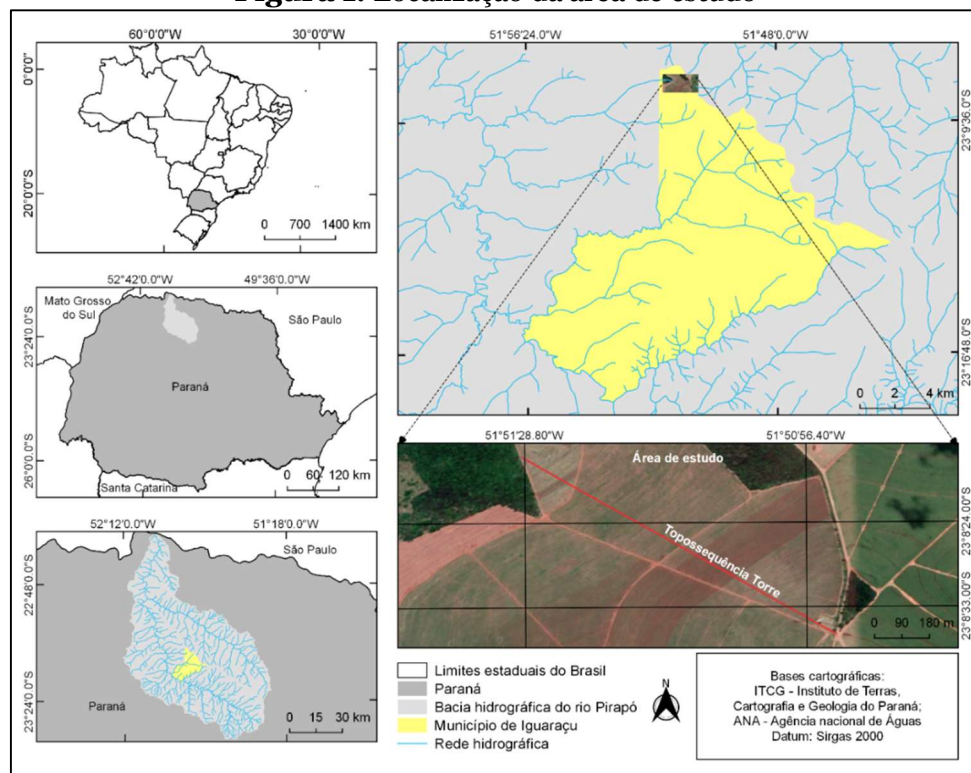 Figura 1: Localização da área de estudo
60°0'0"W 30°0'0"W
0°0'0"
20°0'0"S
0 700 1400 km
52°42'0.0"W 49°36'0.0"W
Mato Grosso
do Sul
São Paulo
23°24'0.0"S
Paraná
26°0'0.0"S
Santa Catarina
0 60 120 km
52°12'0.0"W 51°18'0.0"W
São Paulo
22°48'0.0"S
23°24'0.0"S
Paraná
0 15 30 km
51°56'24.0"W 51°48'0.0"W
23°9'36.0"S
23°16'48.0"S
0 2 4 km
51°51'28.80"W 51°50'56.40"W
Área de estudo
Topossequência Torre
23°8'24.00"S
23°8'33.00"S
0 90 180 m
Limites estaduais do Brasil
Paraná
Bacia hidrográfica do rio Pirapó
Município de Iguaraçu
Rede hidrográfica
N
Bases cartográficas:
ITCG - Instituto de Terras,
Cartografia e Geologia do Paraná;
ANA - Agência nacional de Águas
Datum: Sirgas 2000